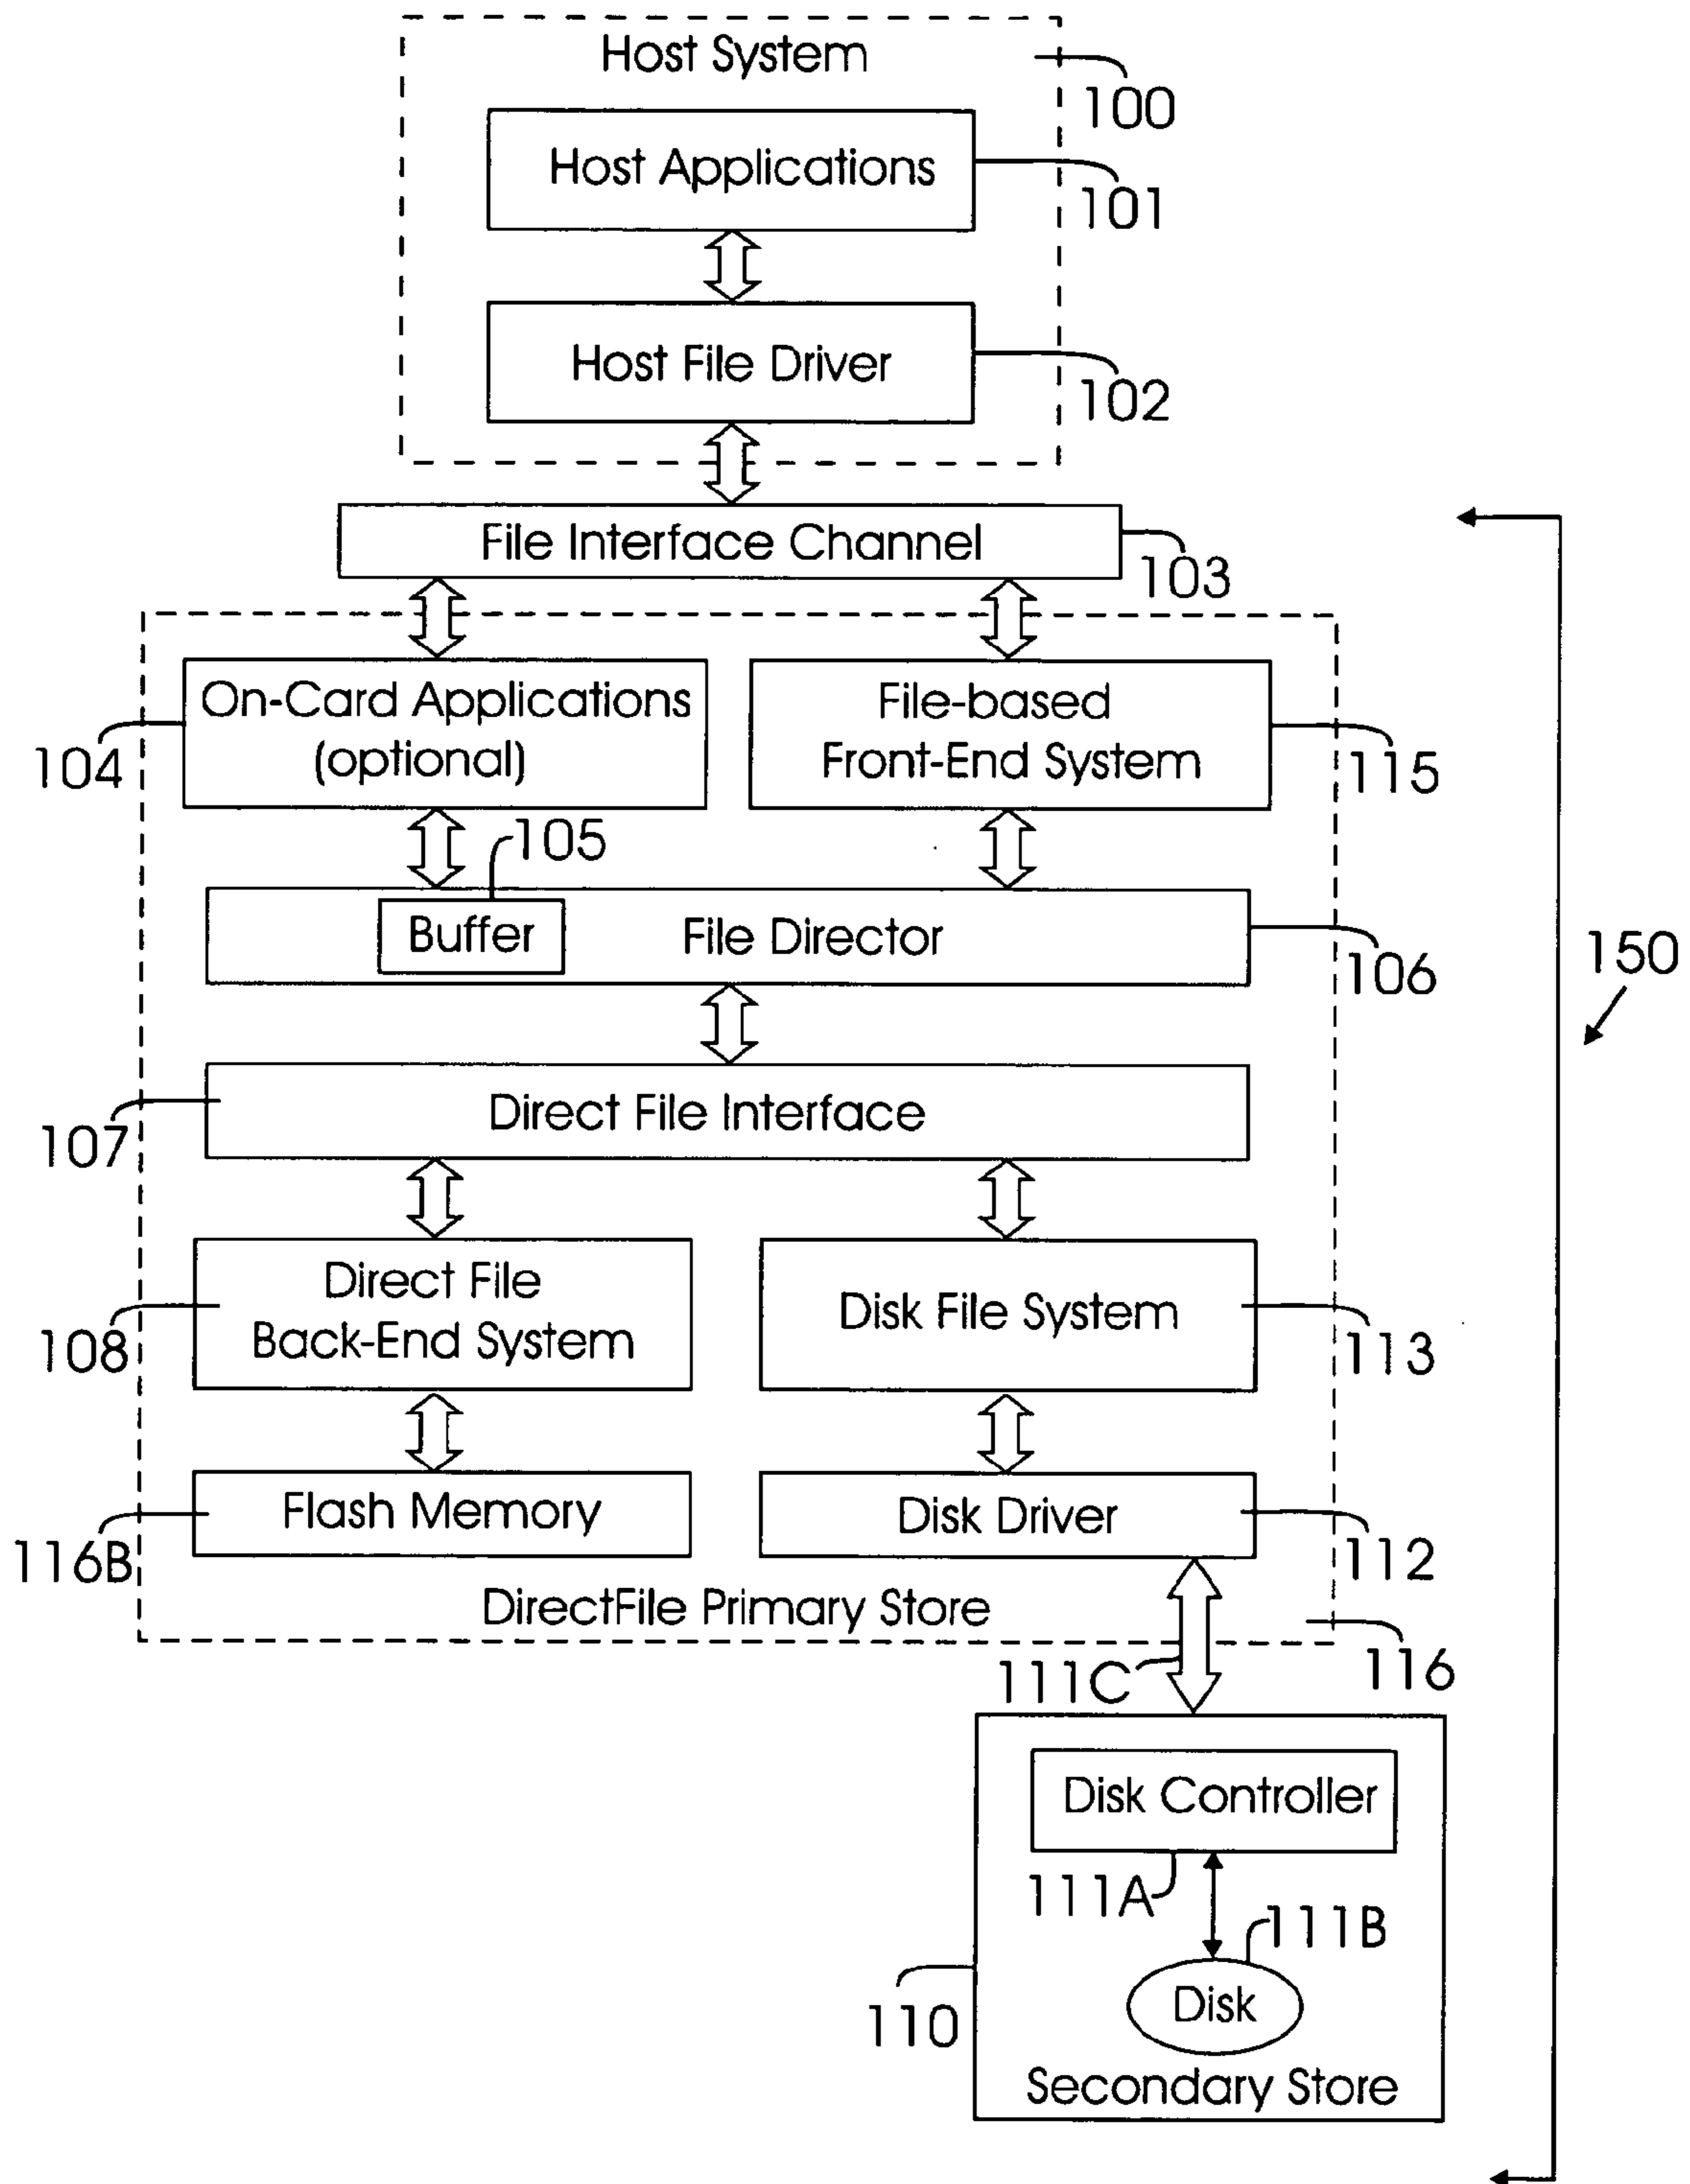 Host System
100
Host Applications
101
Host File Driver
102
File Interface Channel
103
On-Card Applications
(optional)
104
File-based
Front-End System
115
105
Buffer
File Director
106
150
Direct File Interface
107
Direct File
Back-End System
108
Disk File System
113
Flash Memory
116B
Disk Driver
112
DirectFile Primary Store
116
111C
Disk Controller
111A
111B
Disk
110
Secondary Store